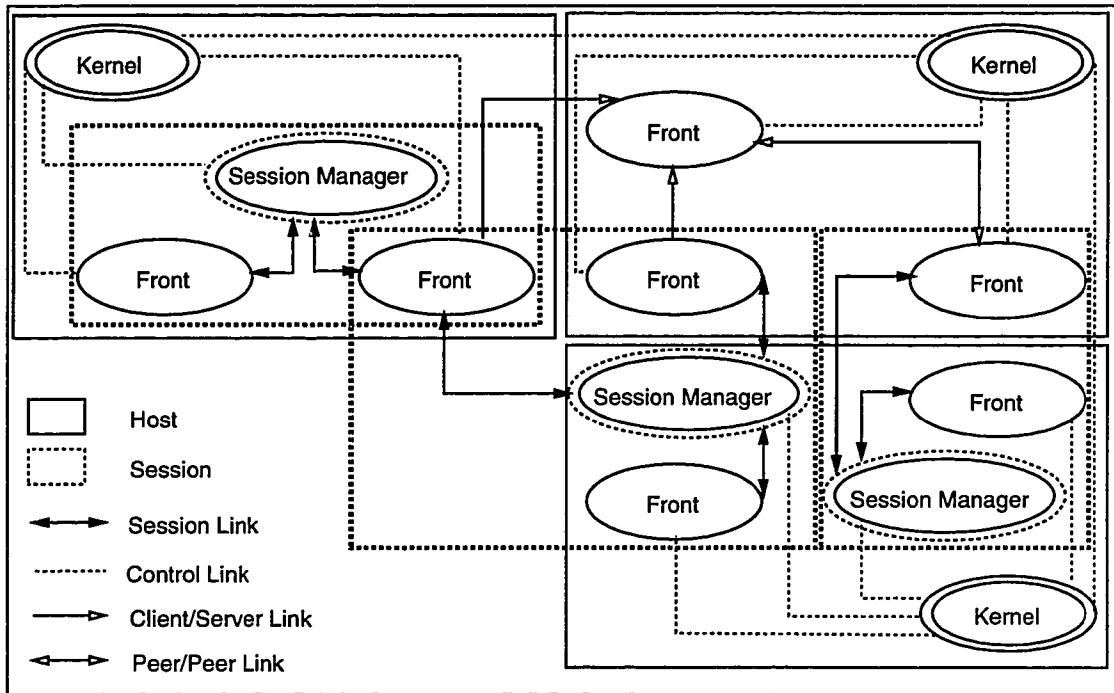 Kernel
Kernel
Front
Session Manager
Front
Front
Front
Front
Session Manager
Front
Front
Session Manager
Kernel
Host
Session
Session Link
Control Link
Client/Server Link
Peer/Peer Link